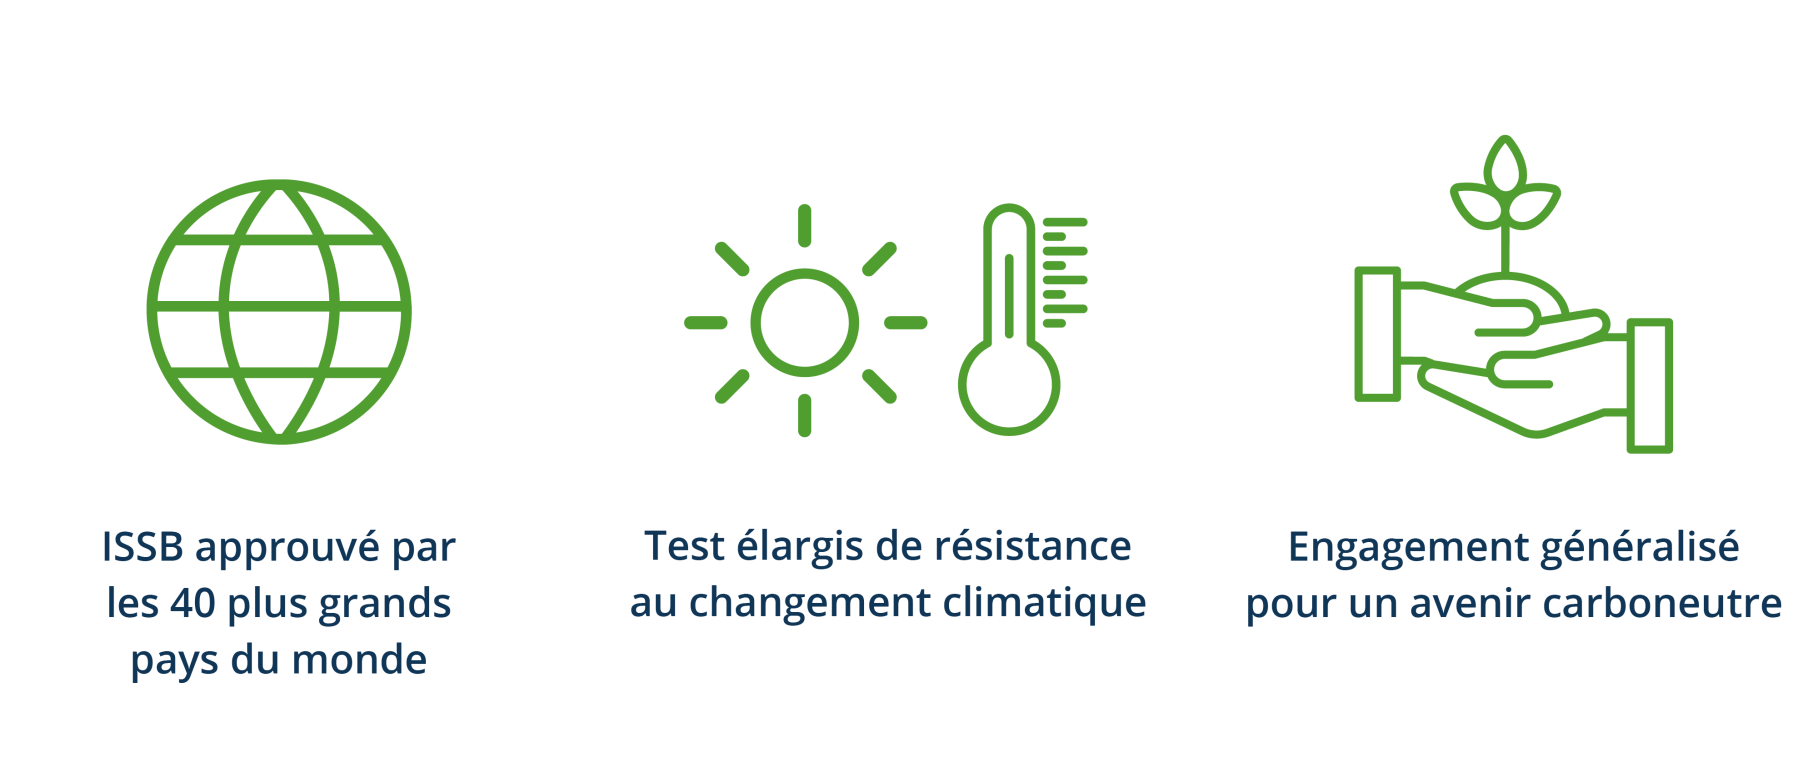 ISSB approuvé par
les 40 plus grands
pays du monde
Test élargis de résistance
au changement climatique
Engagement généralisé
pour un avenir carboneutre